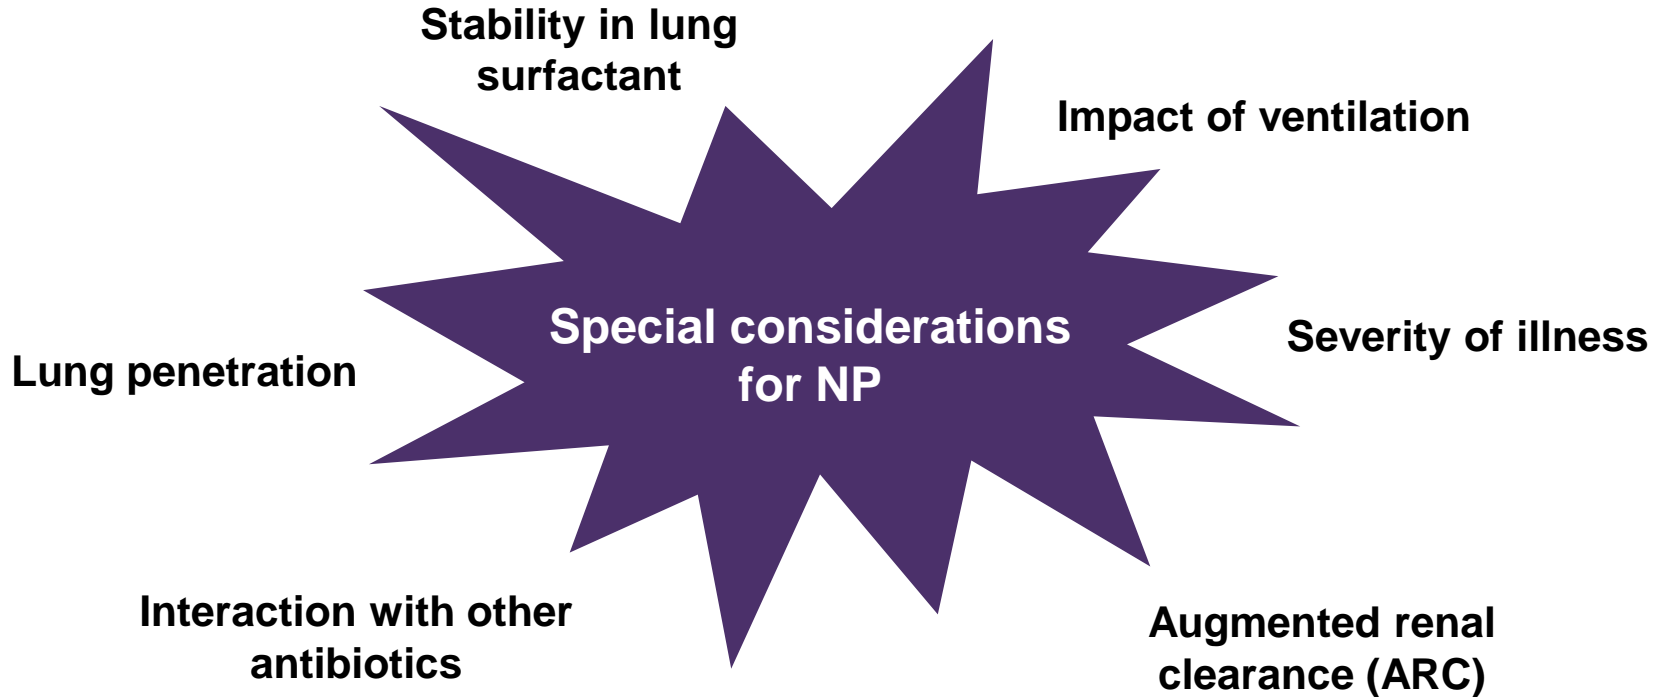 Stability in lung
surfactant
Impact of ventilation
Special considerations
for NP
Severity of illness
Lung penetration
Interaction with other
antibiotics
Augmented renal
clearance (ARC)